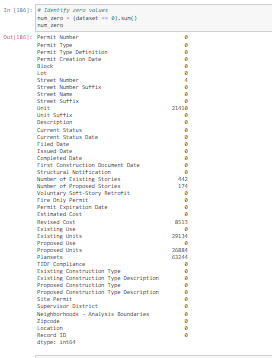 In [186]: # Identify zero values
num_zero = (dataset == 0).sum()
num_zero
Out[186]: Permit Number 0
Permit Type 0
Permit Type Definition 0
Permit Creation Date 0
Block 0
Lot 0
Street Number 4
Street Number Suffix 0
Street Name 0
Street Suffix 0
Unit 21410
Unit Suffix 0
Description 0
Current Status 0
Current Status Date 0
Filed Date 0
Issued Date 0
Completed Date 0
First Construction Document Date 0
Structural Notification 0
Number of Existing Stories 442
Number of Proposed Stories 174
Voluntary Soft-Story Retrofit 0
Fire Only Permit 0
Permit Expiration Date 0
Estimated Cost 0
Revised Cost 8513
Existing Use 0
Existing Units 29134
Proposed Use 0
Proposed Units 26884
Plansets 63244
TIDF Compliance 0
Existing Construction Type 0
Existing Construction Type Description 0
Proposed Construction Type 0
Proposed Construction Type Description 0
Site Permit 0
Supervisor District 0
Neighborhoods - Analysis Boundaries 0
Zipcode 0
Location 0
Record ID 0
dtype: int64